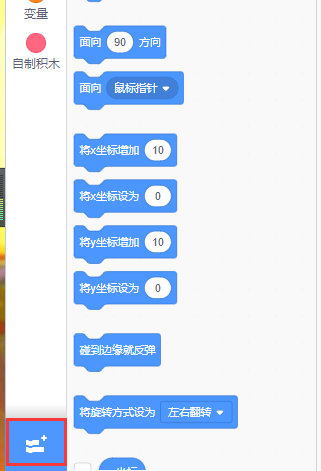 变量
自制积木
面向 90 方向
面向 鼠标指针
将x坐标增加 10
将x坐标设为 0
将y坐标增加 10
将y坐标设为 0
碰到边缘就反弹
将旋转方式设为 左右翻转